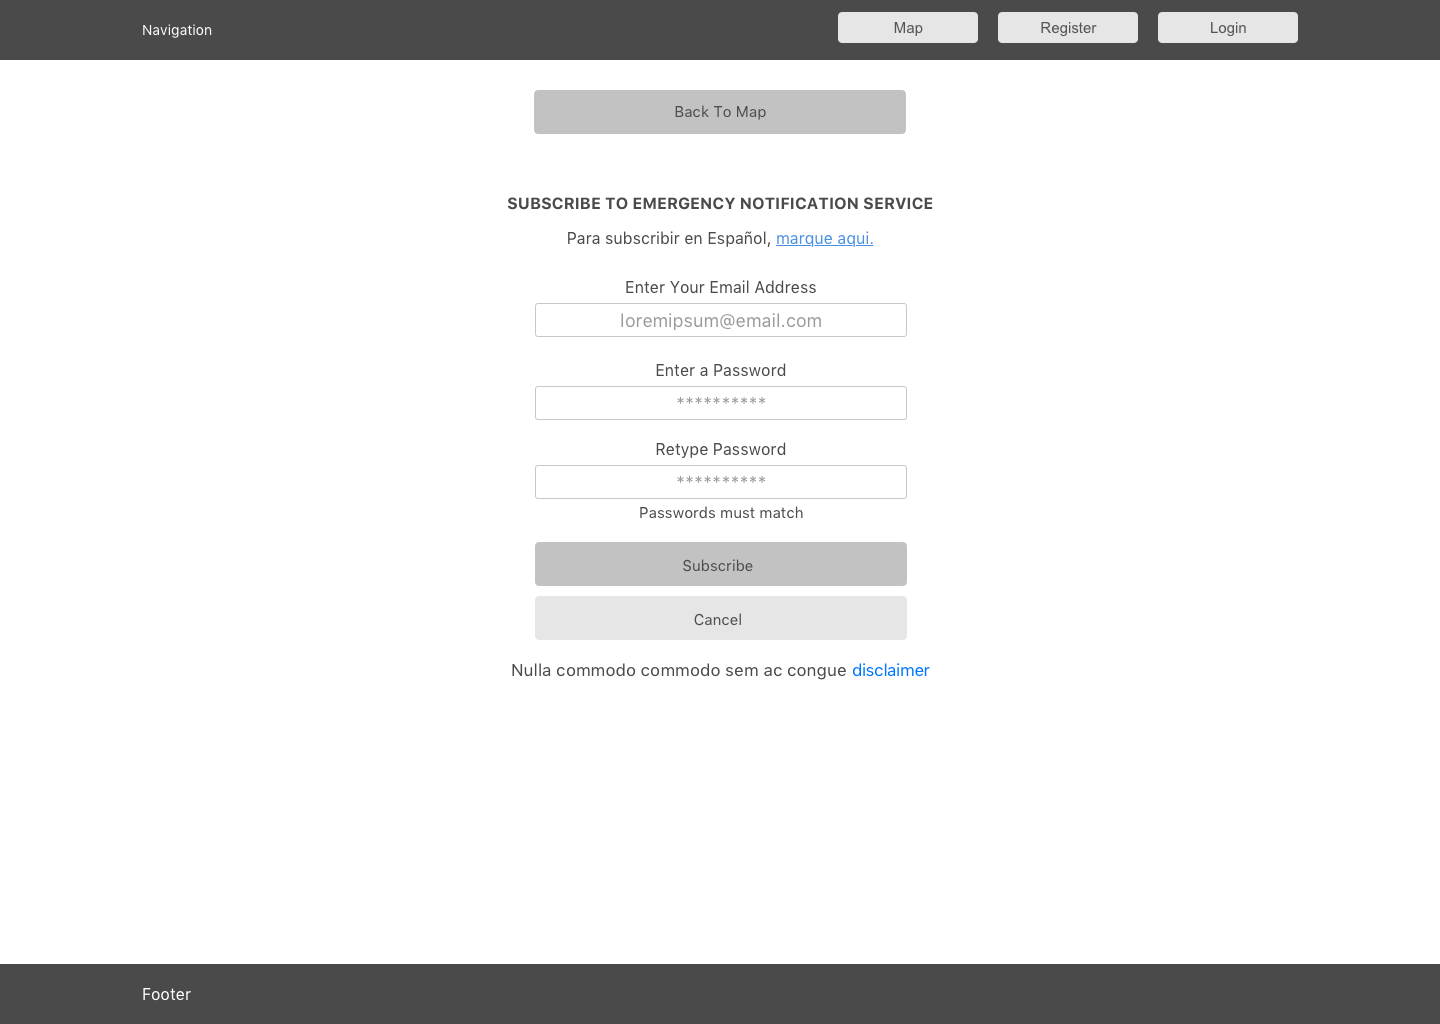 Navigation
Map
Register
Login
Back To Map
SUBSCRIBE TO EMERGENCY NOTIFICATION SERVICE
Para subscribir en Español, marque aqui.
Enter Your Email Address
loremipsum@email.com
Enter a Password
**********
Retype Password
**********
Passwords must match
Subscribe
Cancel
Nulla commodo commodo sem ac congue disclaimer
Footer